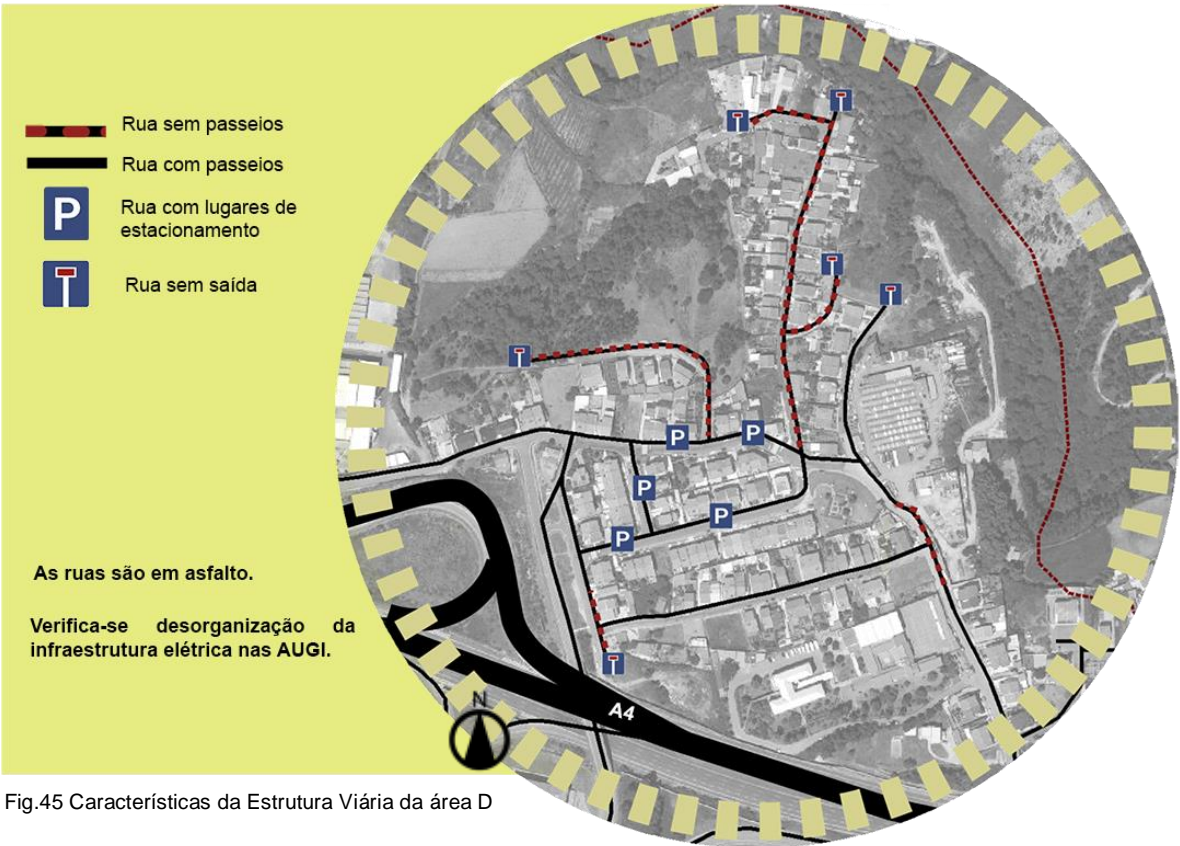 Rua sem passeios
Rua com passeios
P
Rua com lugares de
estacionamento
Rua sem saída
As ruas são em asfalto.
Verifica-se desorganização da
infraestrutura elétrica nas AUGI.
P
P
P
P
P
A4
N
Fig.45 Características da Estrutura Viária da área D